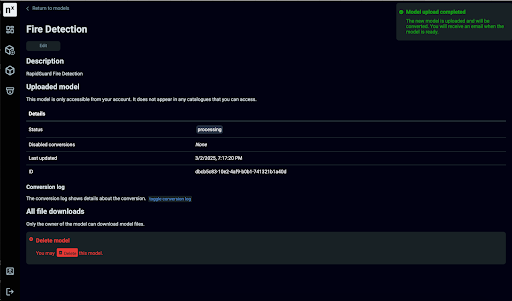 nx
Return to models
Fire Detection
Edit
Model upload completed
The new model is uploaded and will be
converted. You will receive an email when the
model is ready.
Description
RapidGuard Fire Detection
Uploaded model
This model is only accessible from your account. It does not appear in any catalogues that you can access.
Details
Status processing
Disabled conversions None
Last updated 3/2/2025, 7:17:20 PM
ID
Conversion log
The conversion log shows details about the conversion. toggle conversion log
All file downloads
Only the owner of the model can download model files.
Delete model
You may delete this model.